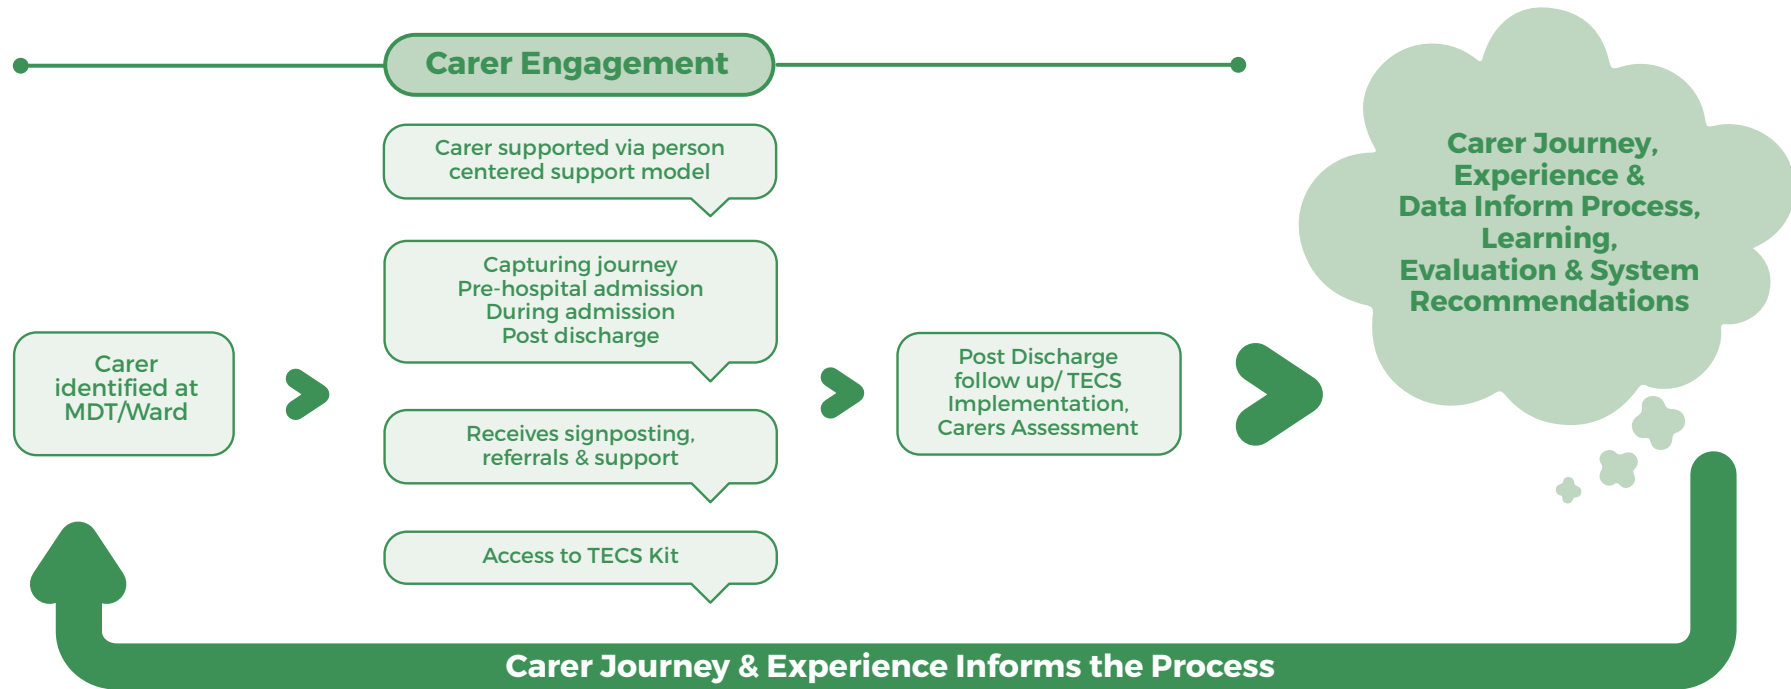 Carer Engagement
Carer supported via person
centered support model
Capturing journey
Pre-hospital admission
During admission
Post discharge
Receives signposting,
referrals & support
Access to TECS Kit
Carer
identified at
MDT/Ward
Post Discharge
follow up/ TECS
Implementation,
Carers Assessment
Carer Journey,
Experience &
Data Inform Process,
Learning,
Evaluation & System
Recommendations
Carer Journey & Experience Informs the Process